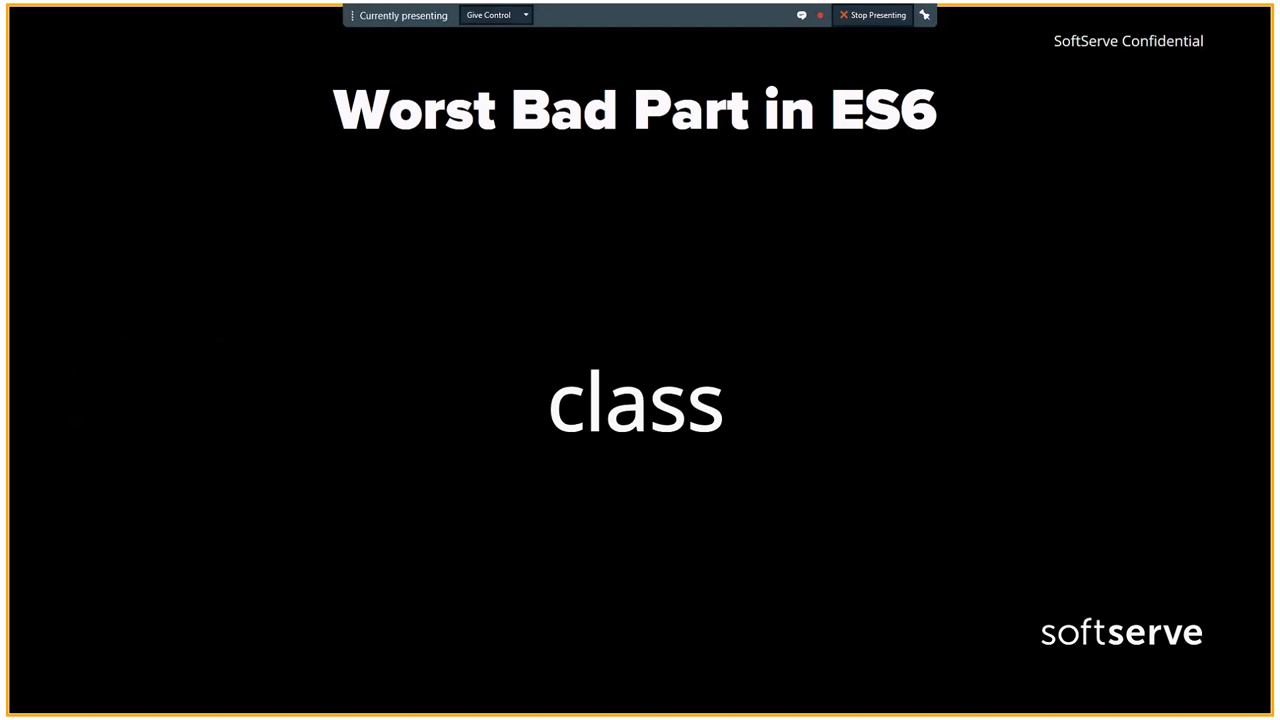 Currently presenting Give Control Stop Presenting
SoftServe Confidential
Worst Bad Part in ES6
class
softserve